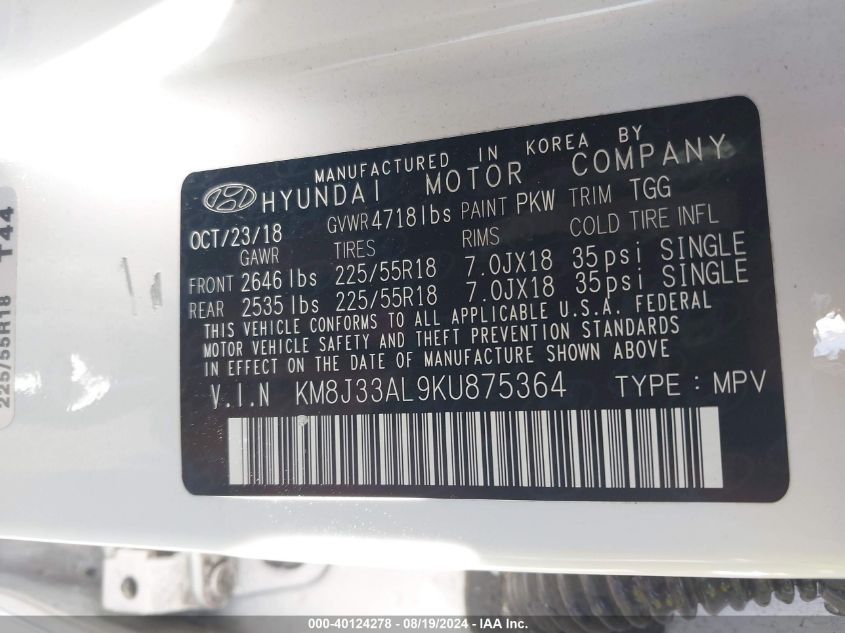 MANUFACTURED IN KOREA BY
HYUNDAI MOTOR COMPANY
OCT/23/18 GVWR 4718 lbs PAINT PKW TRIM TGG
GAWR TIRES RIMS COLD TIRE INFL
FRONT 2646 lbs 225/55R18 7.0JX18 35 psi SINGLE
REAR 2535 lbs 225/55R18 7.0JX18 35 psi SINGLE
THIS VEHICLE CONFORMS TO ALL APPLICABLE U.S.A. FEDERAL
MOTOR VEHICLE SAFETY AND THEFT PREVENTION STANDARDS
IN EFFECT ON THE DATE OF MANUFACTURE SHOWN ABOVE
V.I.N KM8J33AL9KU875364 TYPE : MPV
225/55R18 T44
000-40124278 - 08/19/2024 - IAA Inc.